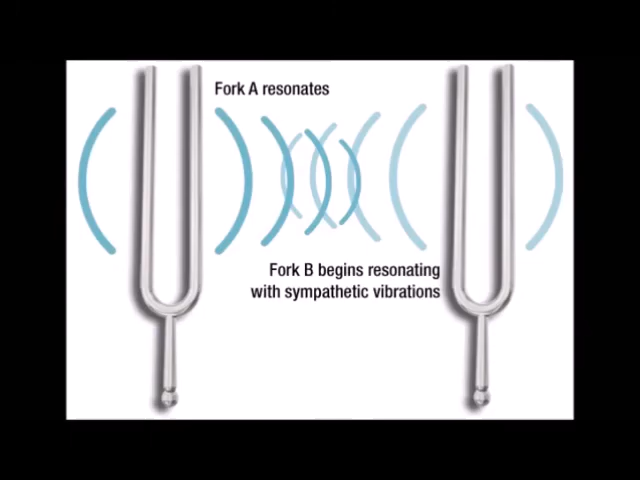 Fork A resonates
Fork B begins resonating
with sympathetic vibrations